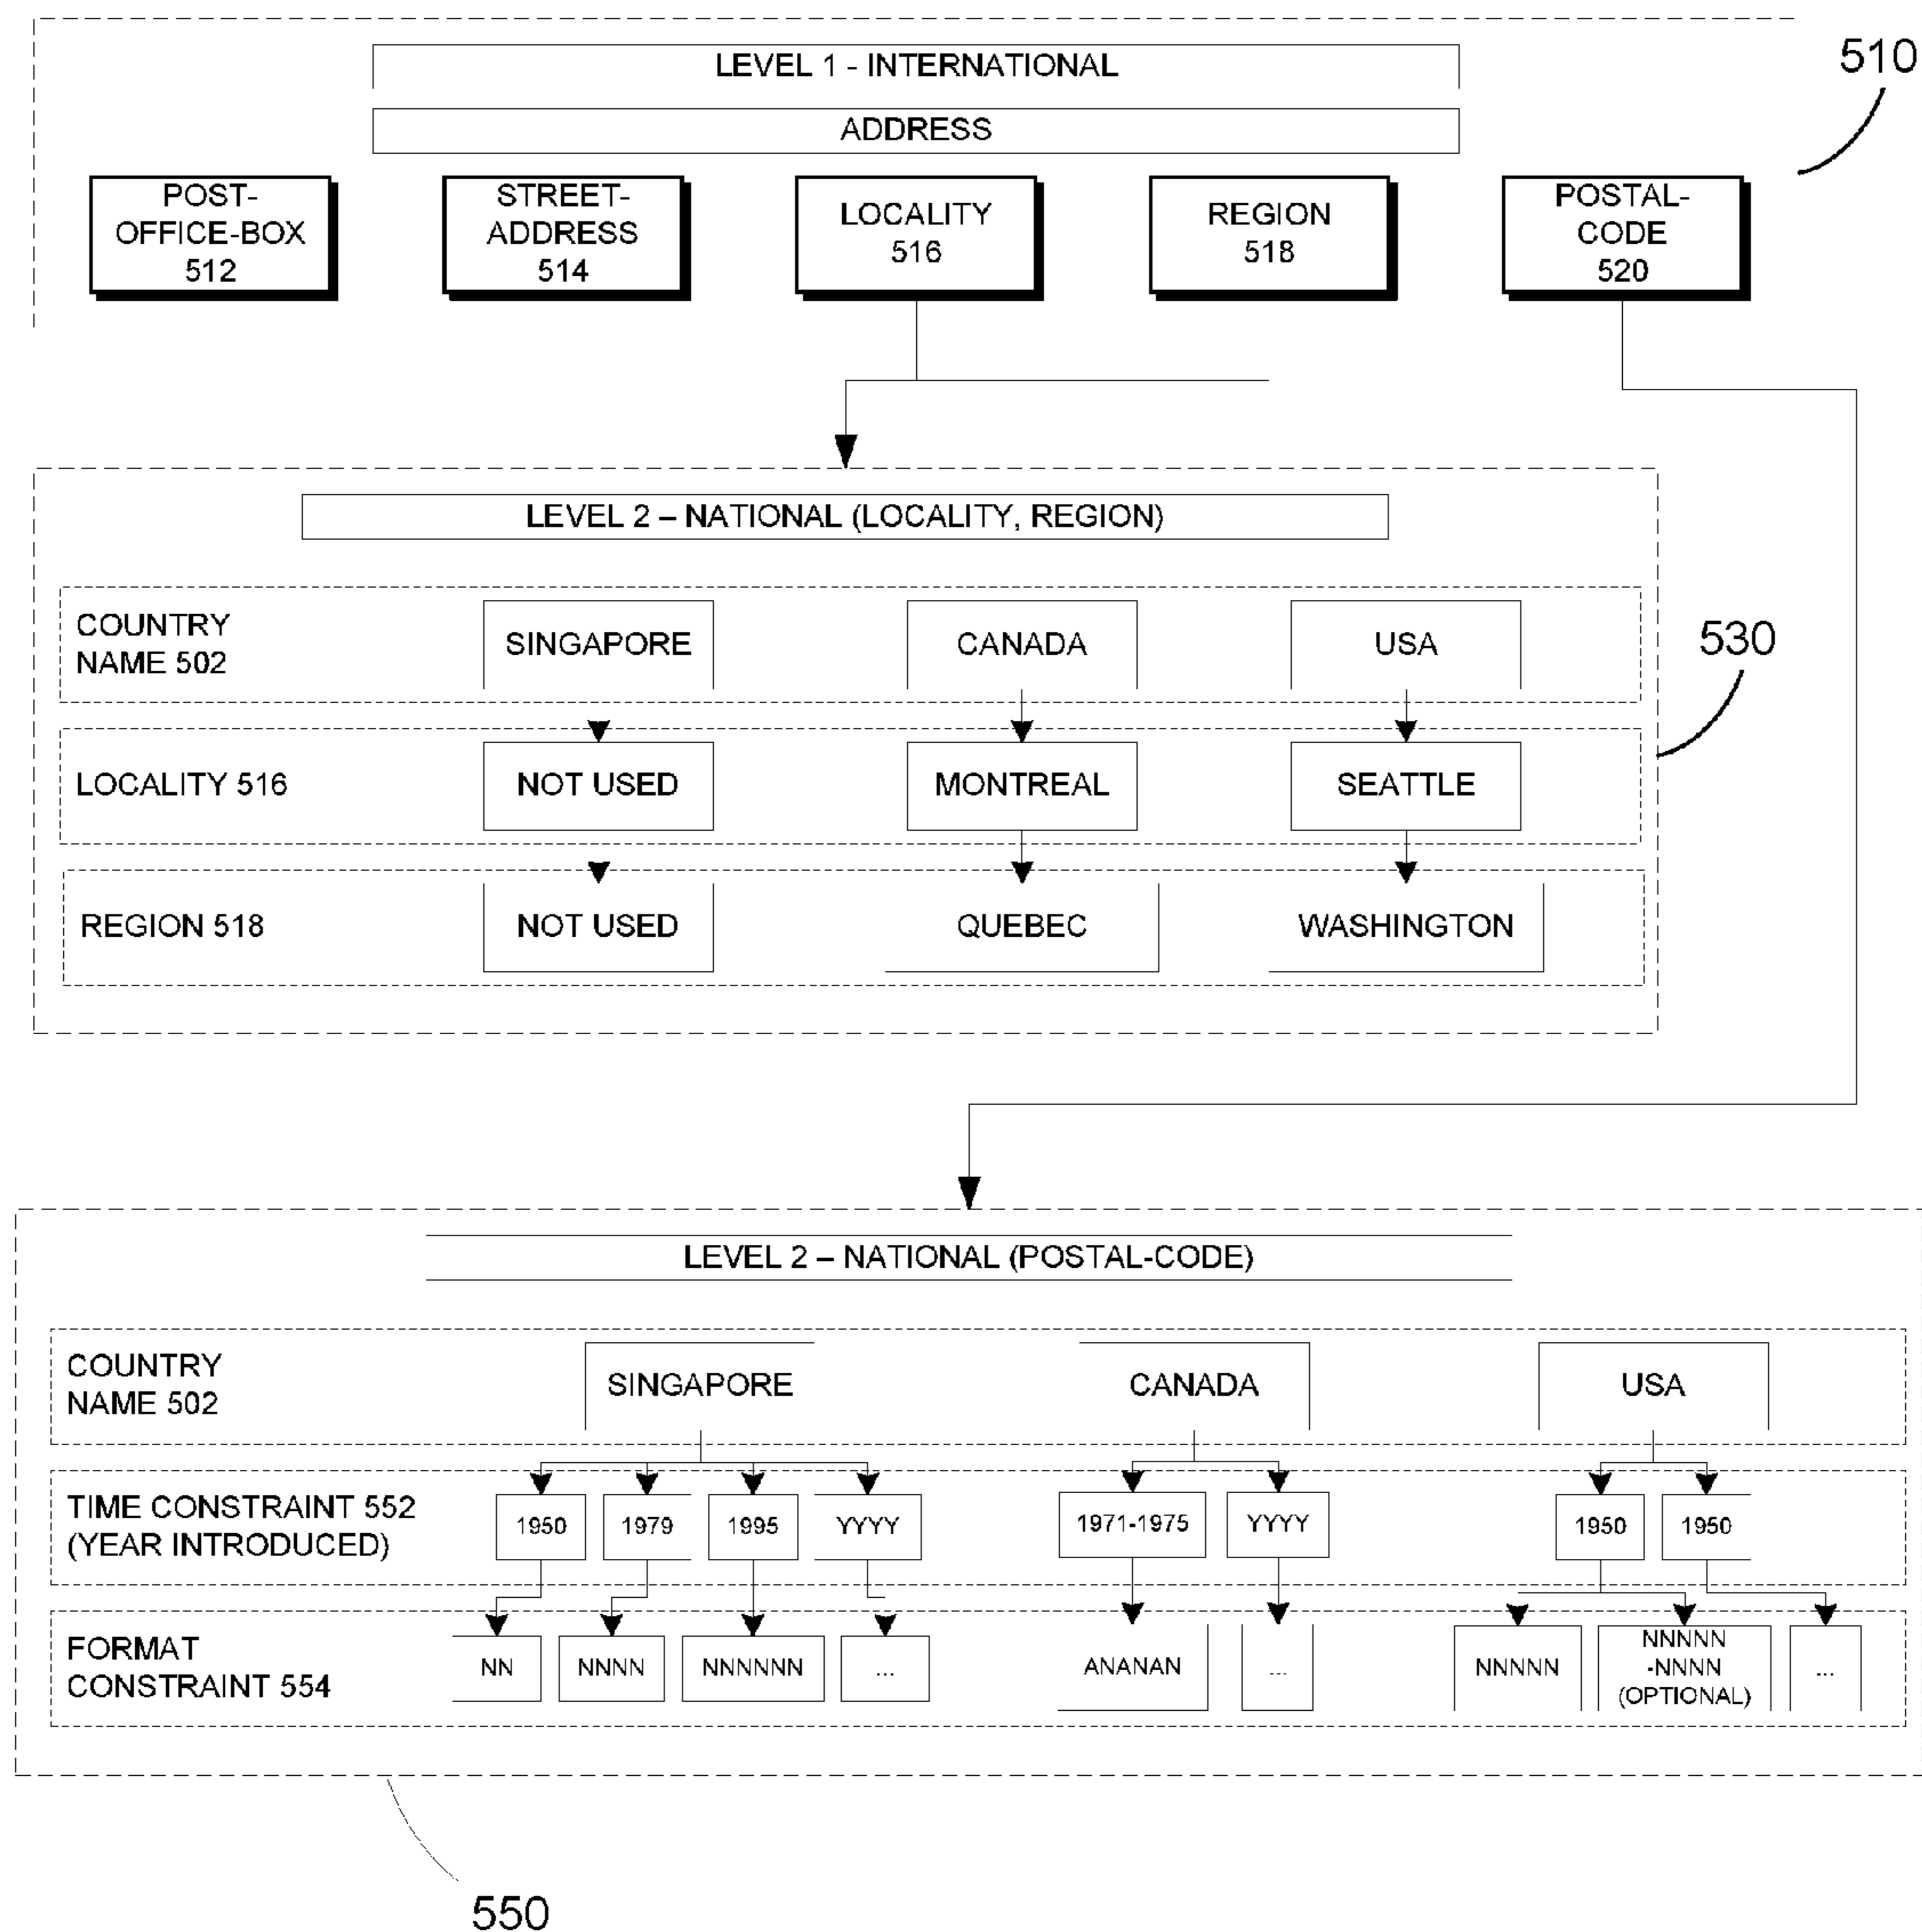 LEVEL 1 - INTERNATIONAL
510
ADDRESS
POST-
OFFICE-BOX
512
STREET-
ADDRESS
514
LOCALITY
516
REGION
518
POSTAL-
CODE
520
LEVEL 2 – NATIONAL (LOCALITY, REGION)
COUNTRY
NAME 502
SINGAPORE
CANADA
USA
530
LOCALITY 516
NOT USED
MONTREAL
SEATTLE
REGION 518
NOT USED
QUEBEC
WASHINGTON
LEVEL 2 – NATIONAL (POSTAL-CODE)
COUNTRY
NAME 502
SINGAPORE
CANADA
USA
TIME CONSTRAINT 552
(YEAR INTRODUCED)
1950
1979
1995
YYYY
1971-1975
YYYY
1950
1950
FORMAT
CONSTRAINT 554
NN
NNNN
NNNNNN
...
ANANAN
...
NNNNN
NNNNN
-NNNN
(OPTIONAL)
...
550